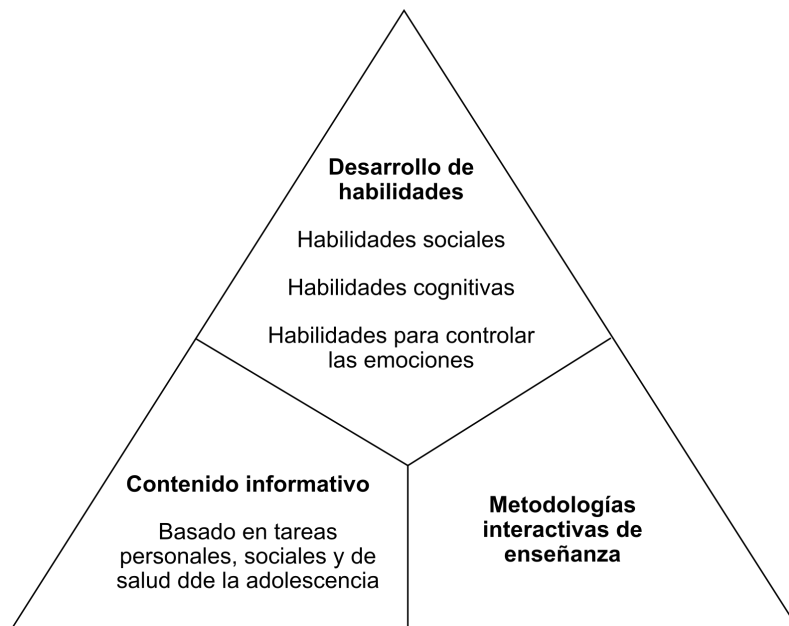 Desarrollo de
habilidades
Habilidades sociales
Habilidades cognitivas
Habilidades para controlar
las emociones
Contenido informativo
Basado en tareas
personales, sociales y de
salud dde la adolescencia
Metodologías
interactivas de
enseñanza